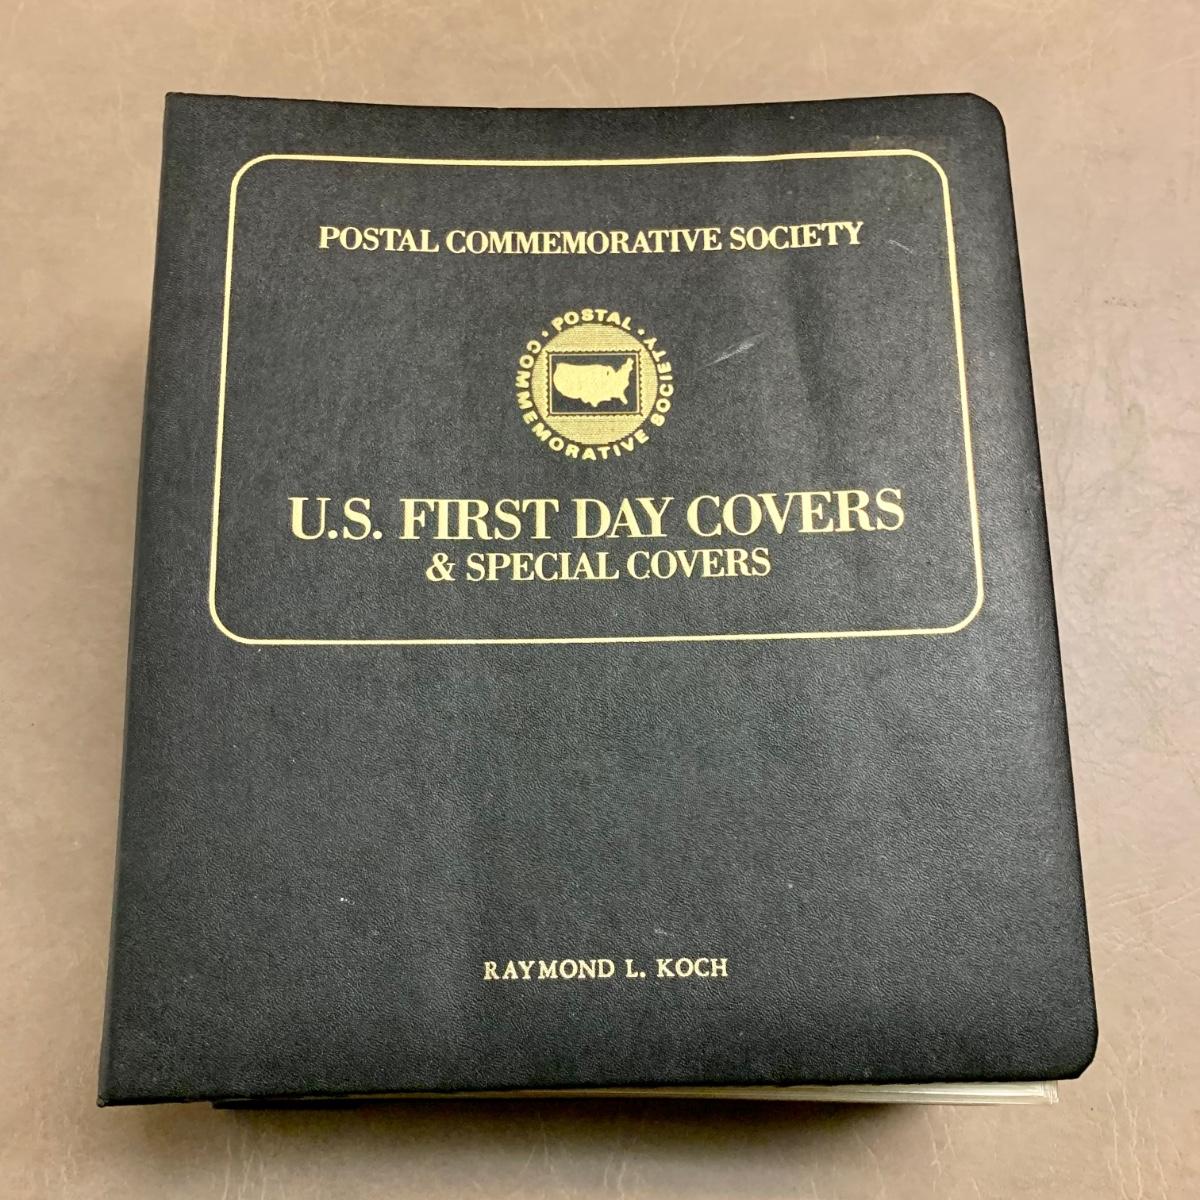 POSTAL COMMEMORATIVE SOCIETY
· POSTAL · COMMEMORATIVE SOCIETY
U.S. FIRST DAY COVERS
& SPECIAL COVERS
RAYMOND L. KOCH